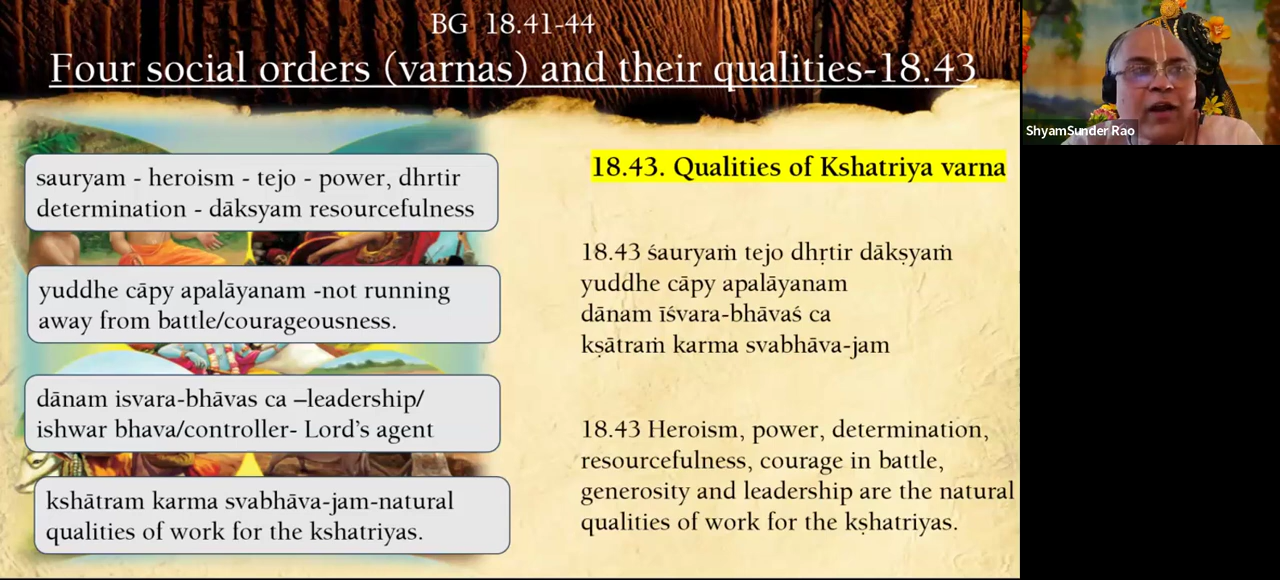 BG 18.41-44
Four social orders (varnas) and their qualities-18.43
sauryam - heroism - tejo - power, dhrtir
determination - dāksyam resourcefulness
yuddhe cāpy apalāyanam -not running
away from battle/courageousness.
dānam isvara-bhāvas ca –leadership/
ishwar bhava/controller- Lord’s agent
kshātram karma svabhāva-jam-natural
qualities of work for the kshatriyas.
18.43. Qualities of Kshatriya varna
18.43 śauryaṁ tejo dhṛtir dākṣyaṁ
yuddhe cāpy apalāyanam
dānam īśvara-bhāvaś ca
kṣātraṁ karma svabhāva-jam
18.43 Heroism, power, determination,
resourcefulness, courage in battle,
generosity and leadership are the natural
qualities of work for the kṣhatriyas.
ShyamSunder Rao